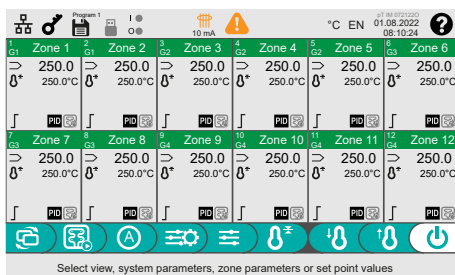 Program 1
10 mA
°C EN
pT IM 0721220
01.08.2022
08:10:24
1 G1 Zone 1 2 G1 Zone 2 3 G2 Zone 3 4 G2 Zone 4 5 G2 Zone 5 6 G3 Zone 6
250.0 250.0 250.0 250.0 250.0 250.0
250.0°C 250.0°C 250.0°C 250.0°C 250.0°C 250.0°C
PID PID PID PID PID PID
7 G3 Zone 7 8 G3 Zone 8 9 G4 Zone 9 10 G4 Zone 10 11 G4 Zone 11 12 G4 Zone 12
250.0 250.0 250.0 250.0 250.0 250.0
250.0°C 250.0°C 250.0°C 250.0°C 250.0°C 250.0°C
PID PID PID PID PID PID
A
Select view, system parameters, zone parameters or set point values